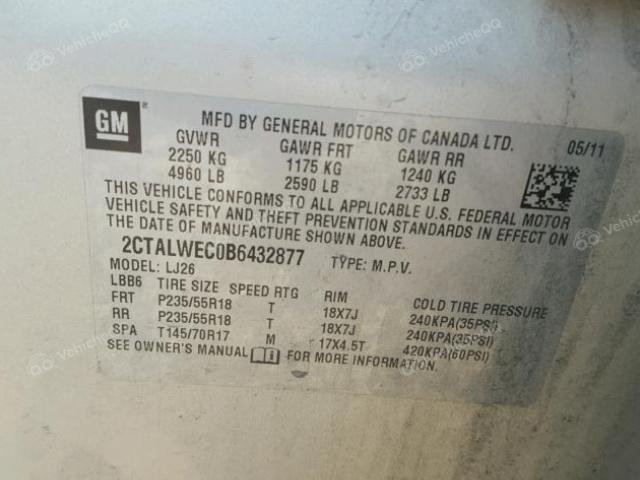 GM
MFD BY GENERAL MOTORS OF CANADA LTD.
05/11
GVWR GAWR FRT GAWR RR
2250 KG 1175 KG 1240 KG
4960 LB 2590 LB 2733 LB
THIS VEHICLE CONFORMS TO ALL APPLICABLE U.S. FEDERAL MOTOR
VEHICLE SAFETY AND THEFT PREVENTION STANDARDS IN EFFECT ON
THE DATE OF MANUFACTURE SHOWN ABOVE.
2CTALWEC0B6432877 TYPE: M.P.V.
MODEL: LJ26
LBB6 TIRE SIZE SPEED RTG RIM COLD TIRE PRESSURE
FRT P235/55R18 T 18X7J 240KPA(35PSI)
RR P235/55R18 T 18X7J 240KPA(35PSI)
SPA T145/70R17 M 17X4.5T 420KPA(60PSI)
SEE OWNER'S MANUAL FOR MORE INFORMATION.
VehicleQQ
VehicleQQ
VehicleQQ
VehicleQQ
VehicleQQ
VehicleQQ
VehicleQQ
VehicleQQ